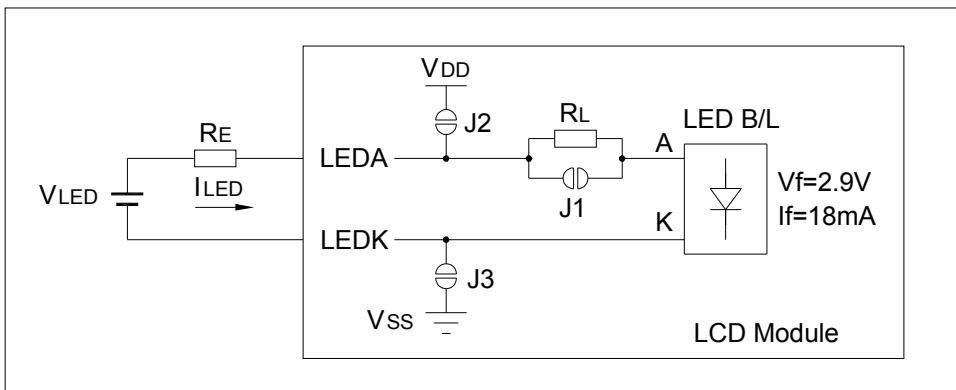 VDD
J2
RL
LED B/L
RE
LEDA
A
VLED
ILED
J1
Vf=2.9V
If=18mA
K
LEDK
J3
VSS
LCD Module